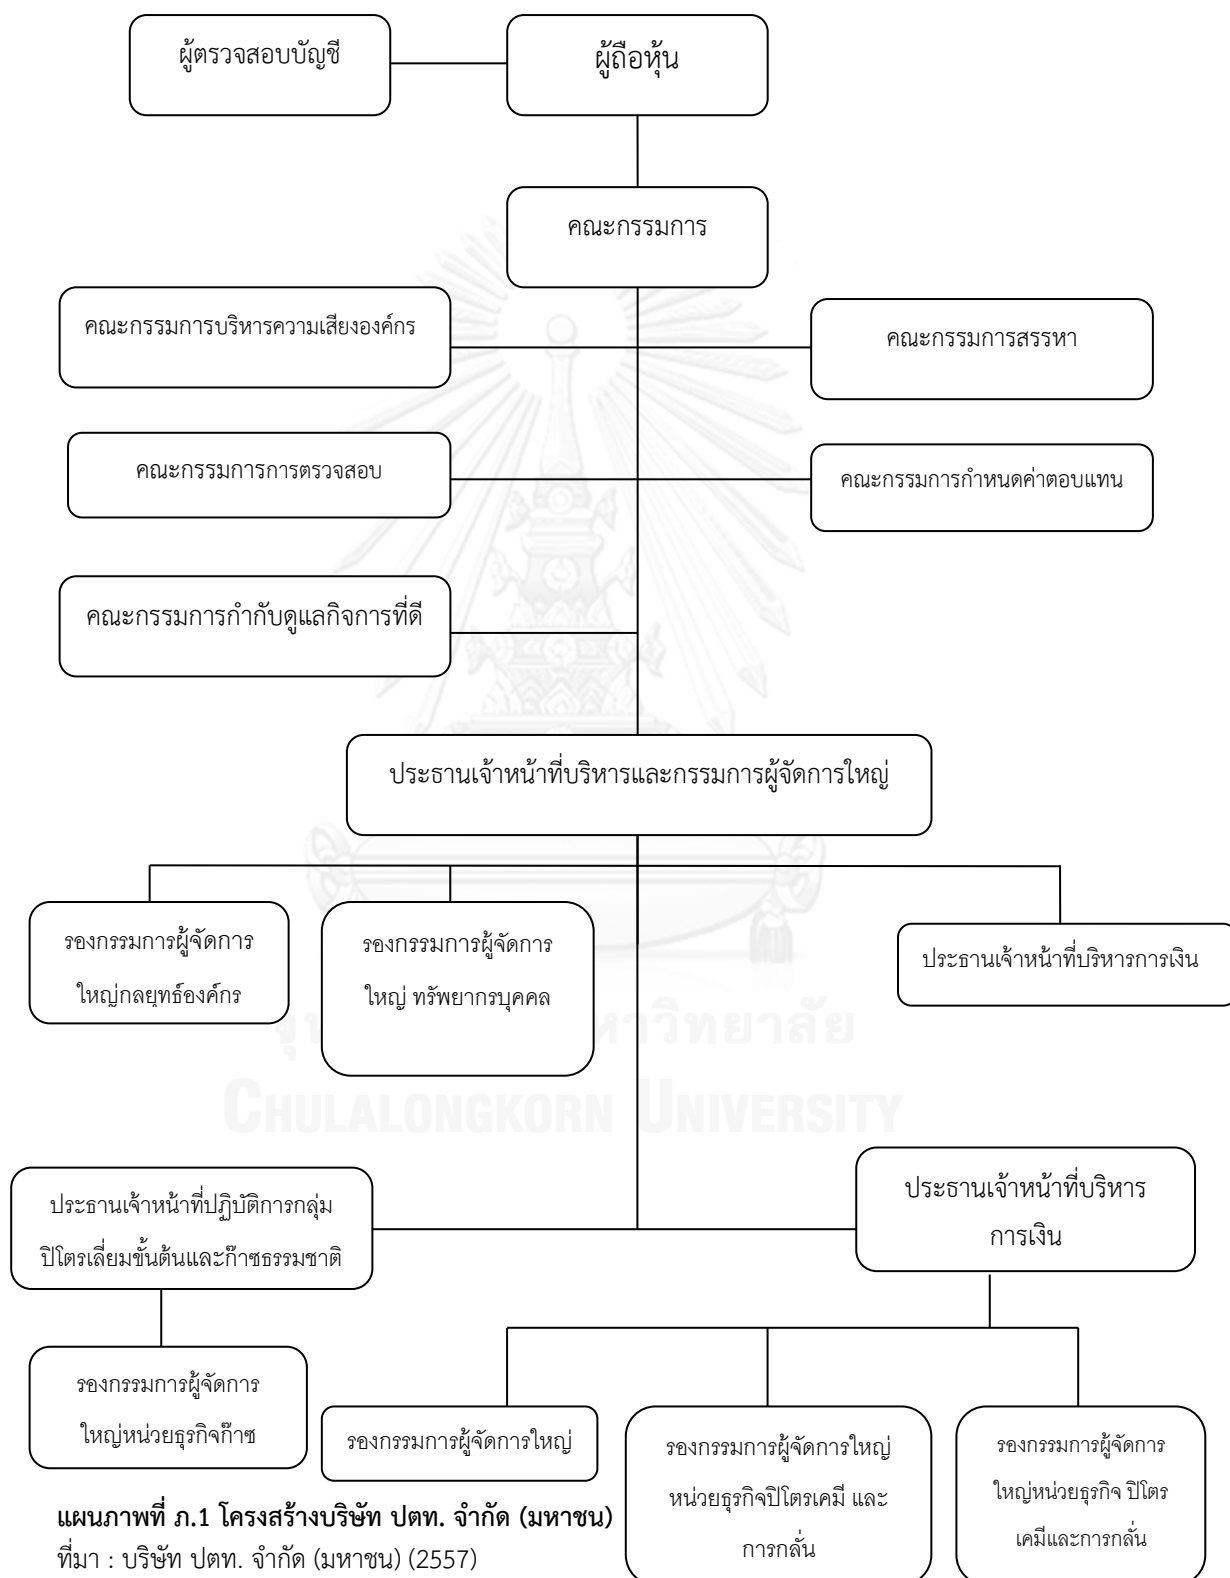 ผู้ตรวจสอบบัญชี
ผู้ถือหุ้น
คณะกรรมการ
คณะกรรมการบริหารความเสี่ยงองค์กร
คณะกรรมการสรรหา
คณะกรรมการการตรวจสอบ
คณะกรรมการกำหนดค่าตอบแทน
คณะกรรมการกำกับดูแลกิจการที่ดี
ประธานเจ้าหน้าที่บริหารและกรรมการผู้จัดการใหญ่
รองกรรมการผู้จัดการ
ใหญ่กลยุทธ์องค์กร
รองกรรมการผู้จัดการ
ใหญ่ ทรัพยากรบุคคล
ประธานเจ้าหน้าที่บริหารการเงิน
CHULALONGKORN UNIVERSITY
ประธานเจ้าหน้าที่ปฏิบัติการกลุ่ม
ปิโตรเลี่ยมขั้นต้นและก๊าซธรรมชาติ
ประธานเจ้าหน้าที่บริหาร
การเงิน
รองกรรมการผู้จัดการ
ใหญ่หน่วยธุรกิจก๊าซ
รองกรรมการผู้จัดการใหญ่
รองกรรมการผู้จัดการใหญ่
หน่วยธุรกิจปิโตรเคมี และ
การกลั่น
รองกรรมการผู้จัดการ
ใหญ่หน่วยธุรกิจ ปิโตร
เคมีและการกลั่น
แผนภาพที่ ภ.1 โครงสร้างบริษัท ปตท. จำกัด (มหาชน)
ที่มา : บริษัท ปตท. จำกัด (มหาชน) (2557)